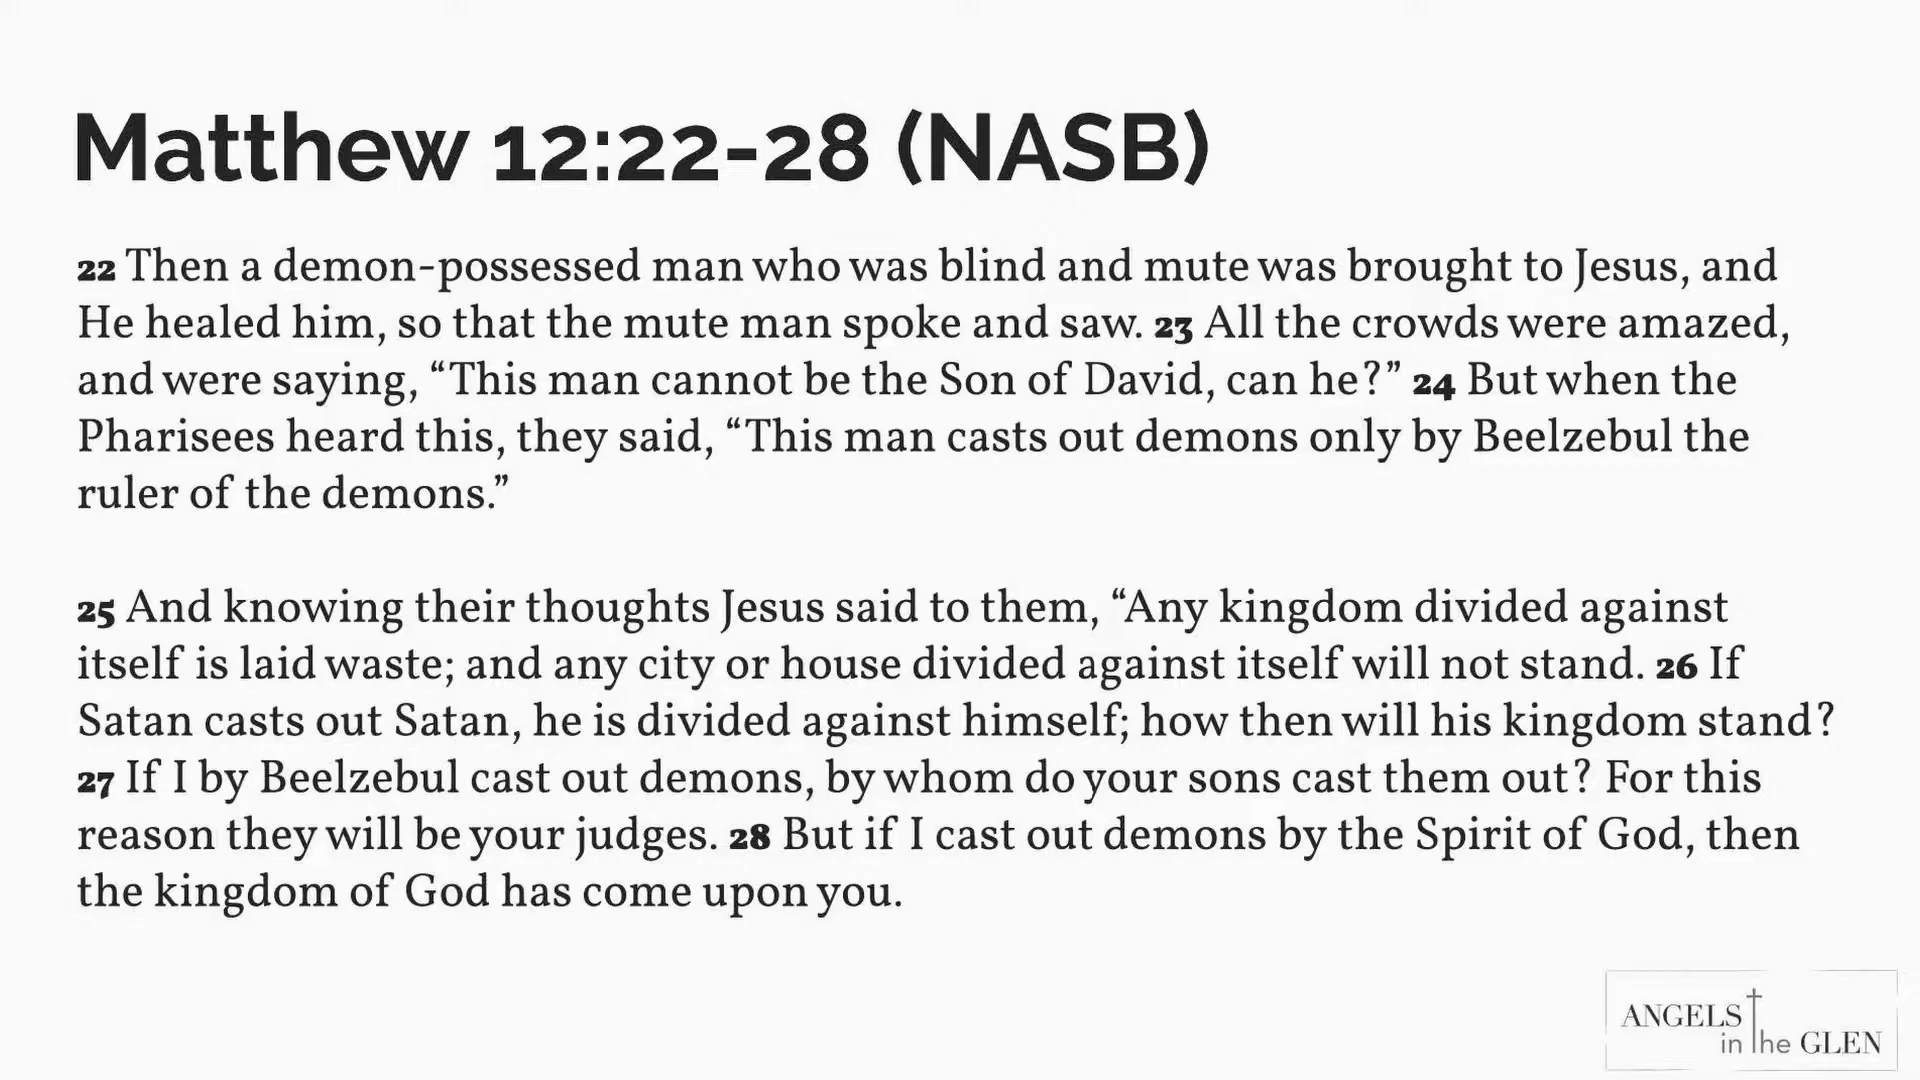 Matthew 12:22-28 (NASB)
22 Then a demon-possessed man who was blind and mute was brought to Jesus, and
He healed him, so that the mute man spoke and saw. 23 All the crowds were amazed,
and were saying, “This man cannot be the Son of David, can he?” 24 But when the
Pharisees heard this, they said, “This man casts out demons only by Beelzebul the
ruler of the demons.”
25 And knowing their thoughts Jesus said to them, “Any kingdom divided against
itself is laid waste; and any city or house divided against itself will not stand. 26 If
Satan casts out Satan, he is divided against himself; how then will his kingdom stand?
27 If I by Beelzebul cast out demons, by whom do your sons cast them out? For this
reason they will be your judges. 28 But if I cast out demons by the Spirit of God, then
the kingdom of God has come upon you.
ANGELS
in the GLEN